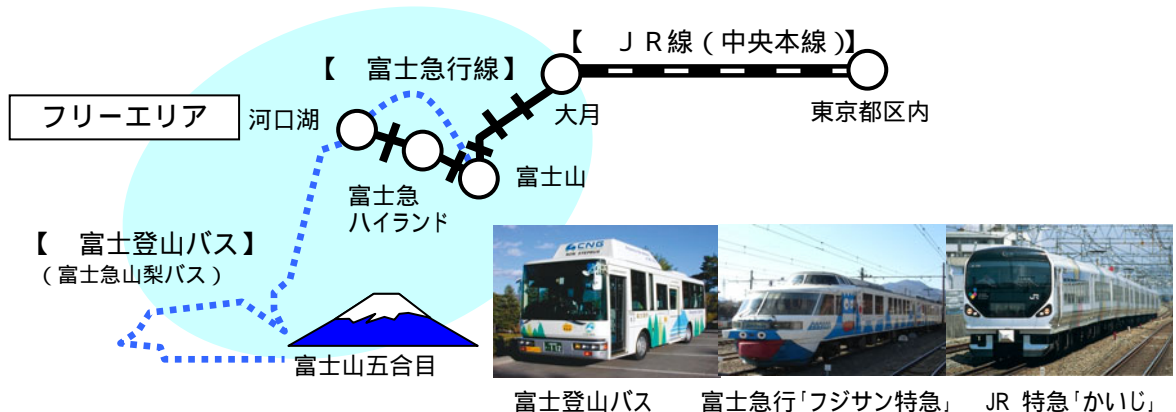 【 JR線(中央本線)】
【 富士急行線】
大月
東京都区内
フリーエリア
河口湖
富士山
富士急
ハイランド
【 富士登山バス】
(富士急山梨バス)
富士山五合目
CNG
JR
富士登山バス
富士急行「フジサン特急」
JR 特急「かいじ」